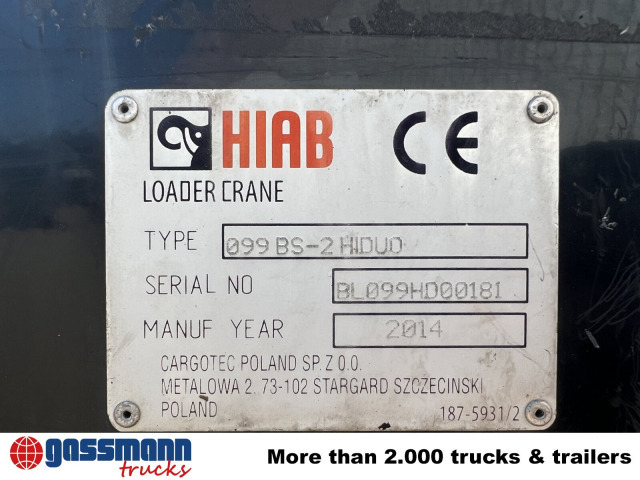 HIAB CE
LOADER CRANE
TYPE 099 BS-2 HIDUO
SERIAL NO BL099HD00181
MANUF YEAR 2014
CARGOTEC POLAND SP. Z O.O.
METALOWA 2. 73-102 STARGARD SZCZECINSKI
POLAND 187-5931/2
gassmann
trucks
More than 2.000 trucks & trailers